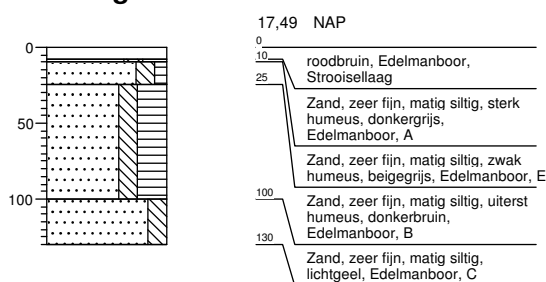 17,49 NAP
0
50
100
0
10
25
100
130
roodbruin, Edelmanboor,
Strooisellaag
Zand, zeer fijn, matig siltig, sterk
humeus, donkergrijs,
Edelmanboor, A
Zand, zeer fijn, matig siltig, zwak
humeus, beigegrijs, Edelmanboor, E
Zand, zeer fijn, matig siltig, uiterst
humeus, donkerbruin,
Edelmanboor, B
Zand, zeer fijn, matig siltig,
lichtgeel, Edelmanboor, C